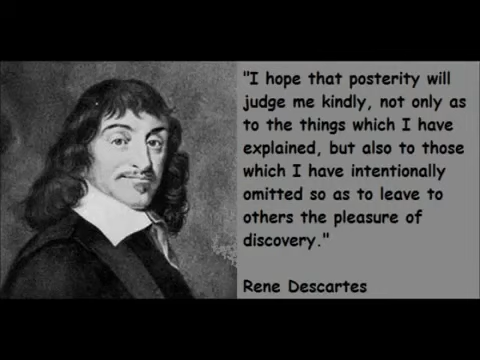 "I hope that posterity will
judge me kindly, not only as
to the things which I have
explained, but also to those
which I have intentionally
omitted so as to leave to
others the pleasure of
discovery."
Rene Descartes